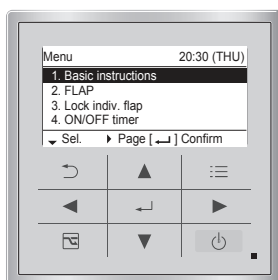 Menu 20:30 (THU)
1. Basic instructions
2. FLAP
3. Lock indiv. flap
4. ON/OFF timer
Sel. Page [ ] Confirm